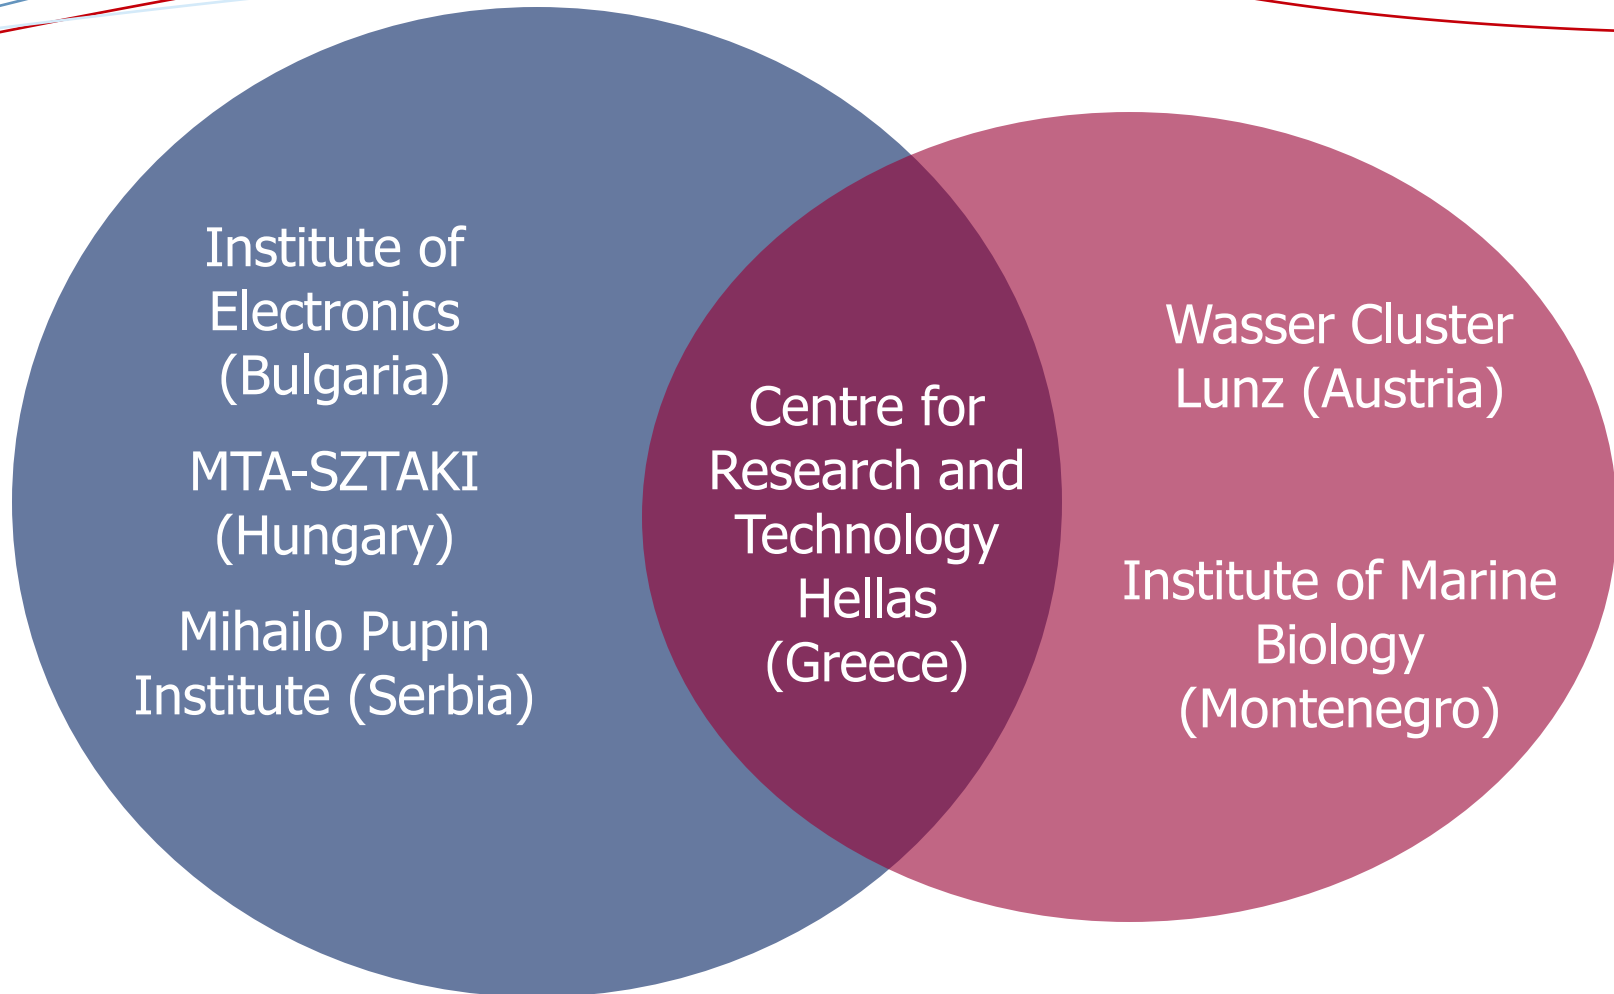 Institute of
Electronics
(Bulgaria)
MTA-SZTAKI
(Hungary)
Mihailo Pupin
Institute (Serbia)
Centre for
Research and
Technology
Hellas
(Greece)
Wasser Cluster
Lunz (Austria)
Institute of Marine
Biology
(Montenegro)